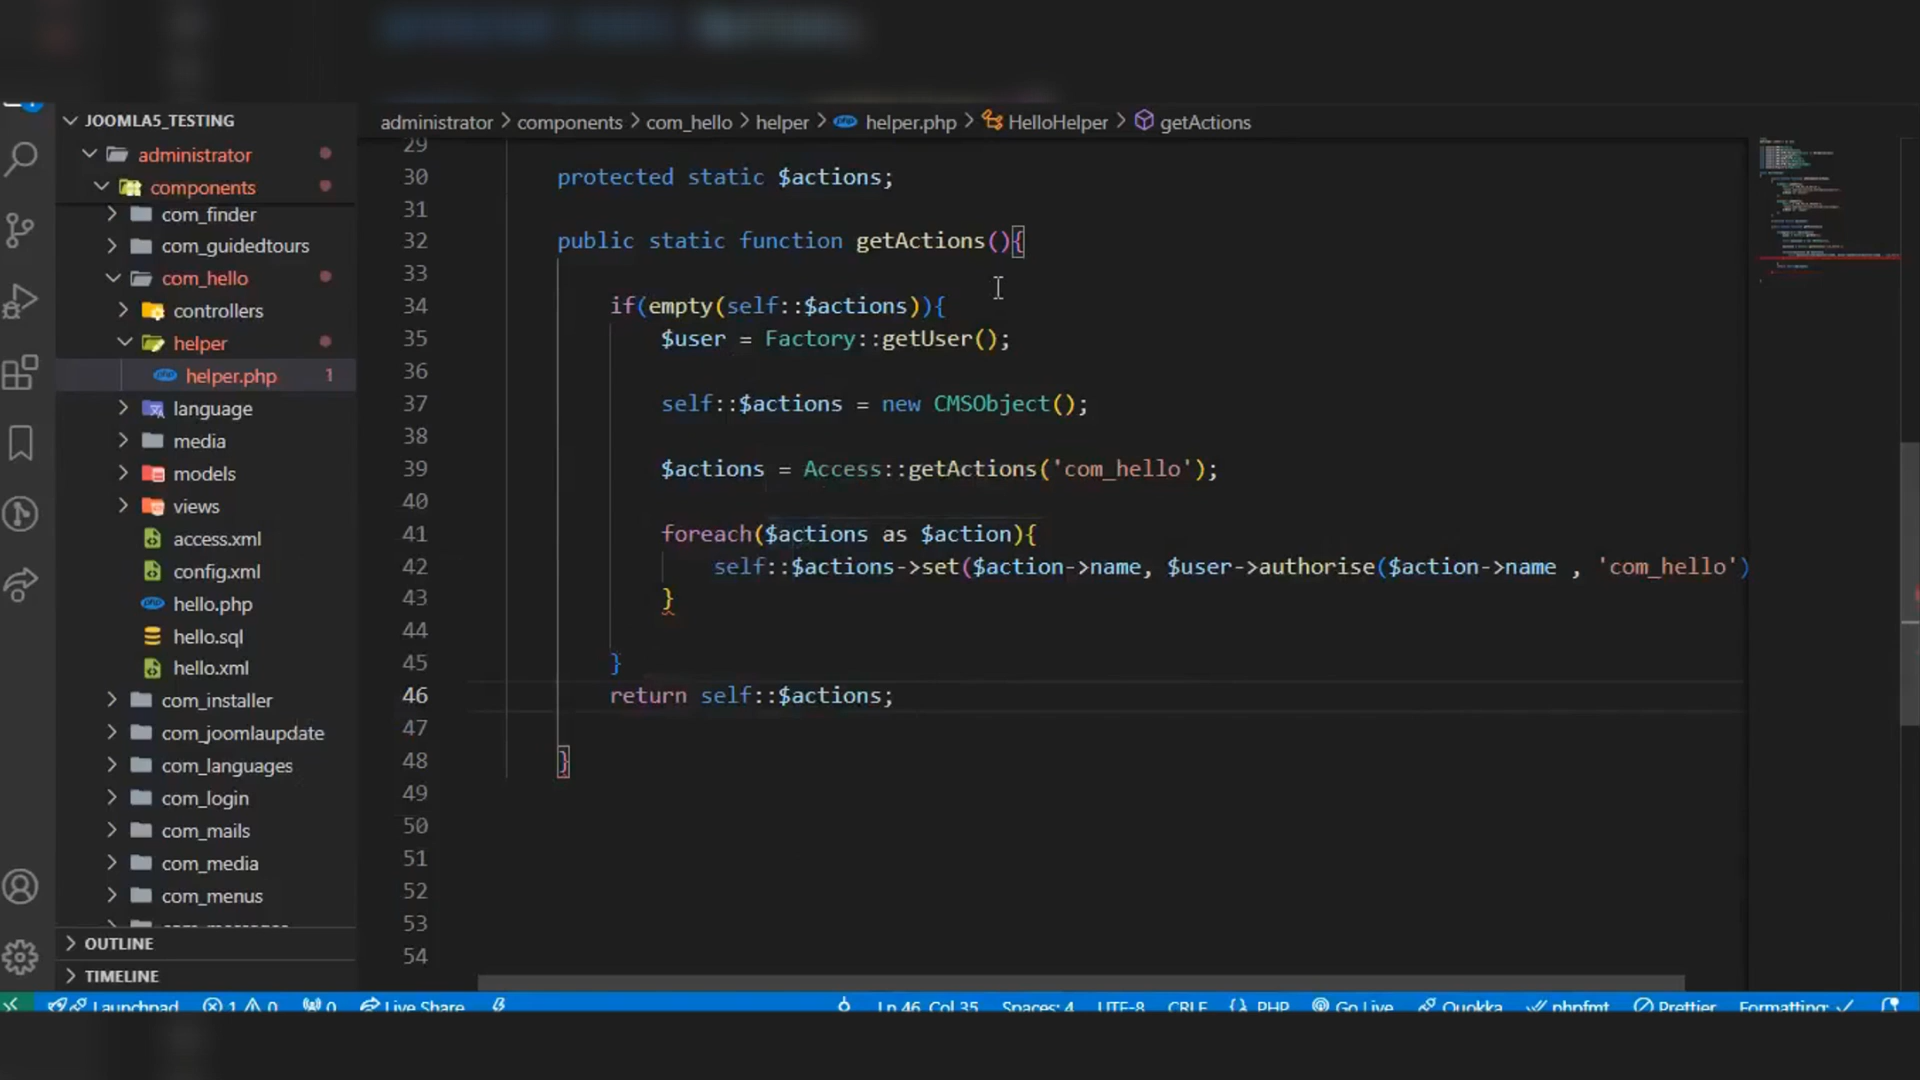 JOOMLA5_TESTING
administrator
components
com_finder
com_guidedtours
com_hello
controllers
helper
helper.php 1
language
media
models
views
access.xml
config.xml
hello.php
hello.sql
hello.xml
com_installer
com_joomlaupdate
com_languages
com_login
com_mails
com_media
com_menus
OUTLINE
TIMELINE
administrator > components > com_hello > helper > helper.php > HelloHelper > getActions
29
30 protected static $actions;
31
32 public static function getActions(){
33
34 if(empty(self::$actions)){
35 $user = Factory::getUser();
36
37 self::$actions = new CMSObject();
38
39 $actions = Access::getActions('com_hello');
40
41 foreach($actions as $action){
42 self::$actions->set($action->name, $user->authorise($action->name , 'com_hello')
43 }
44
45 }
46 return self::$actions;
47
48 }
49
50
51
52
53
54
Launchpad 1 0 0 Live Share Ln 46, Col 35 Spaces: 4 UTF-8 CRLF PHP Go Live Quokka phpfmt Prettier Formatting: